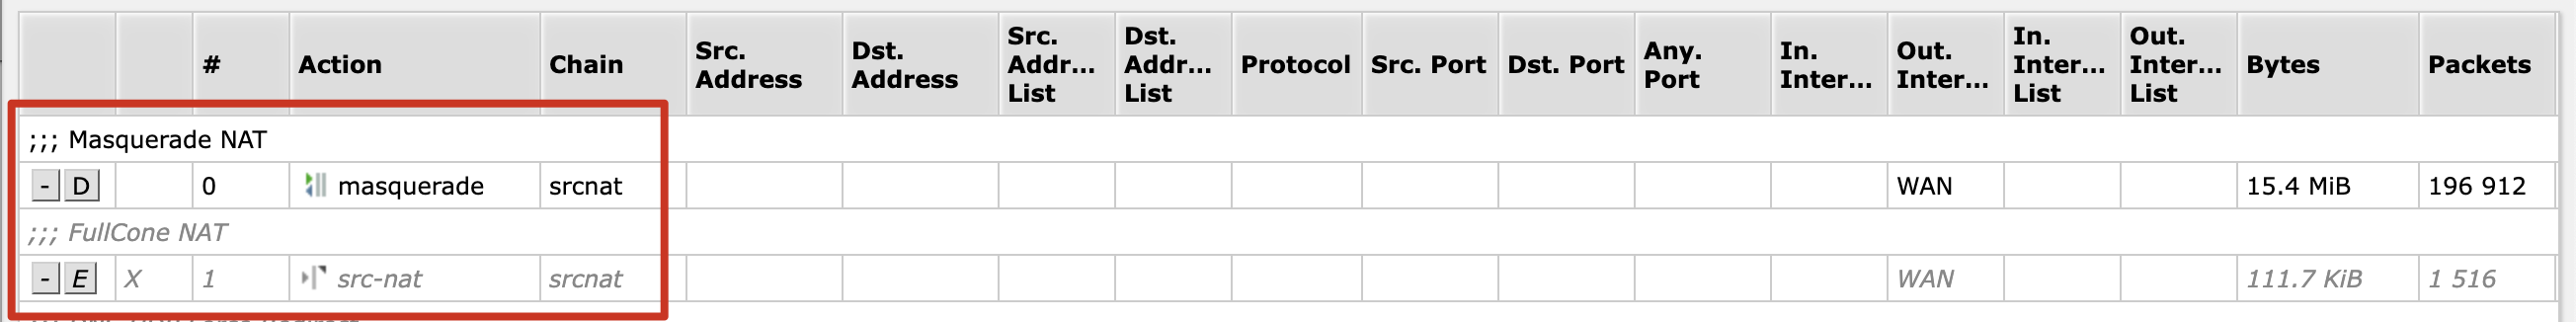 # Action Chain Src. Address Dst. Address Src. Addr... List Dst. Addr... List Protocol Src. Port Dst. Port Any. Port In. Inter... Out. Inter... In. Inter... List Out. Inter... List Bytes Packets
;;; Masquerade NAT
- D 0 masquerade srcnat WAN 15.4 MiB 196 912
;;; FullCone NAT
- E X 1 src-nat srcnat WAN 111.7 KiB 1 516